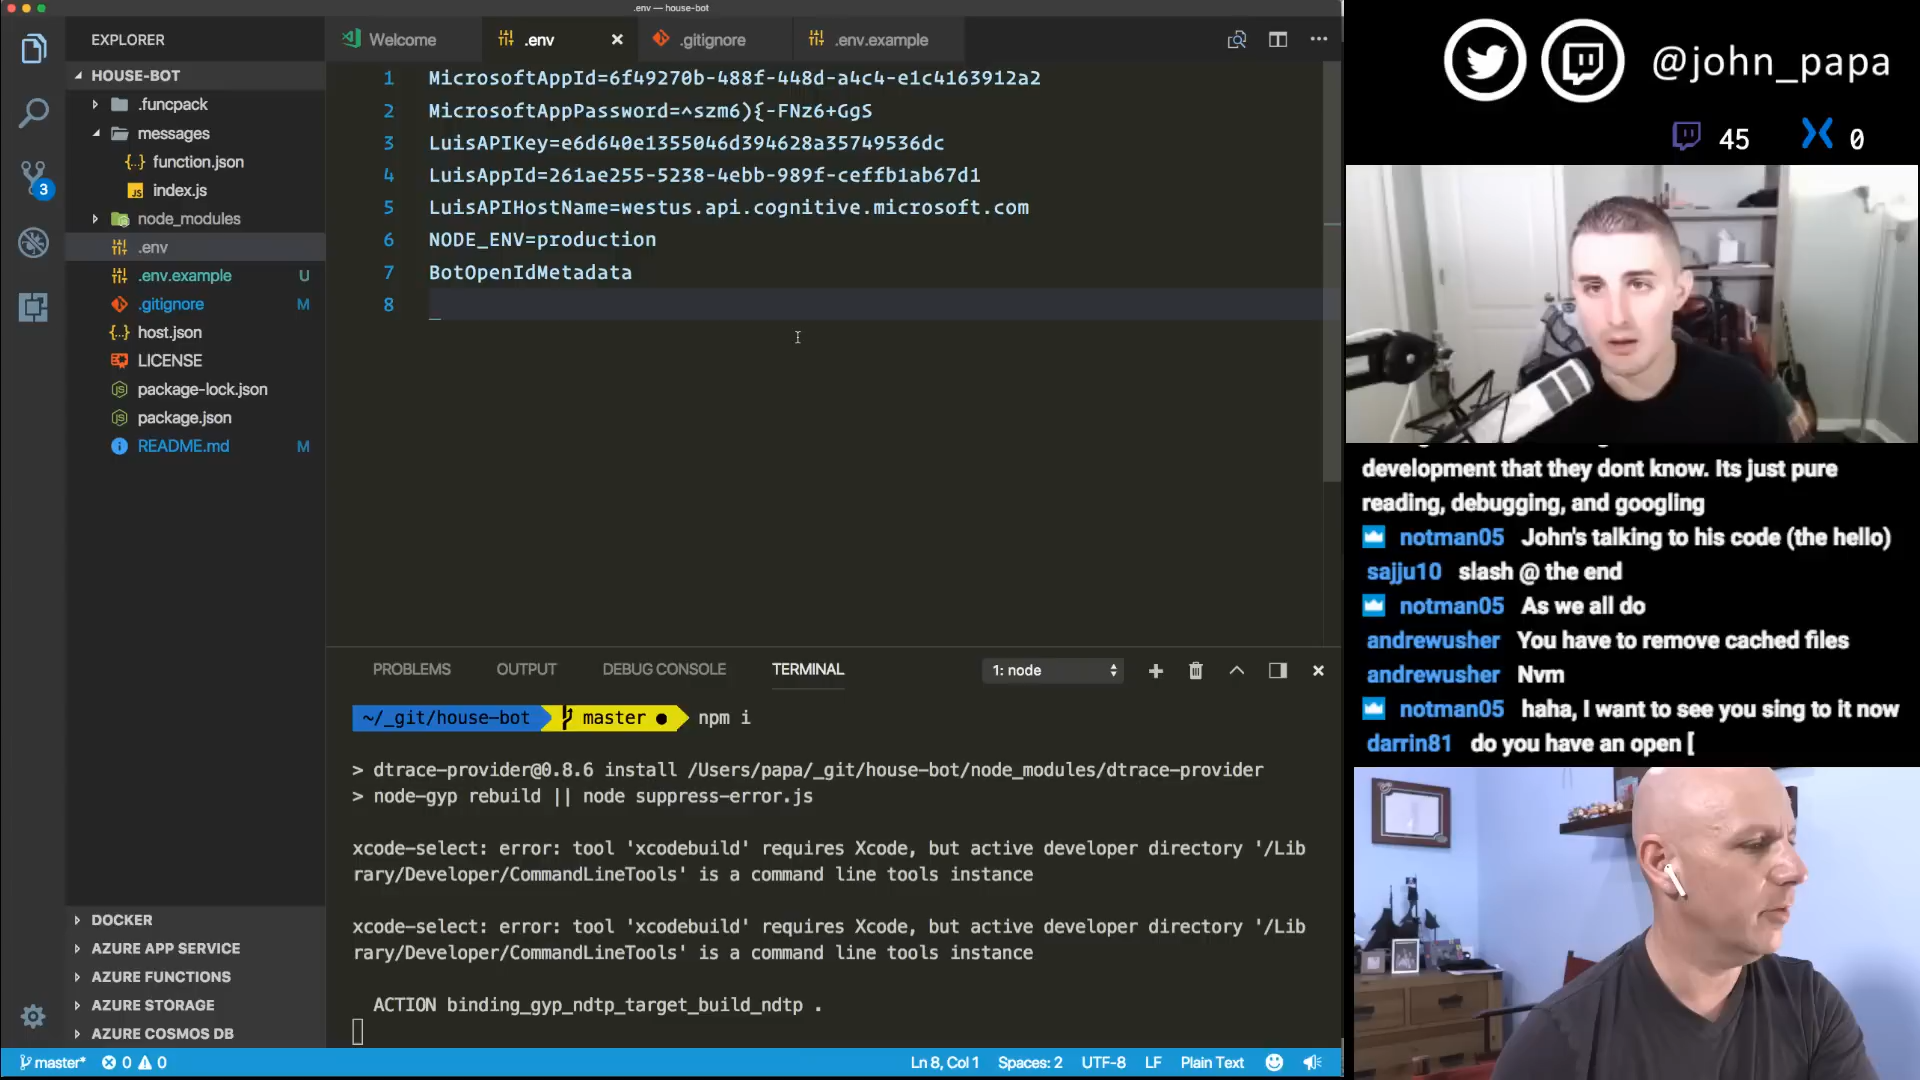 .env — house-bot
EXPLORER
HOUSE-BOT
.funcpack
messages
{..} function.json
JS index.js
node_modules
.env
.env.example U
.gitignore M
{..} host.json
LICENSE
package-lock.json
package.json
README.md M
3
DOCKER
AZURE APP SERVICE
AZURE FUNCTIONS
AZURE STORAGE
AZURE COSMOS DB
Welcome
.env
.gitignore
.env.example
1 MicrosoftAppId=6f49270b-488f-448d-a4c4-e1c4163912a2
2 MicrosoftAppPassword=^szm6){-FNz6+GgS
3 LuisAPIKey=e6d640e1355046d394628a35749536dc
4 LuisAppId=261ae255-5238-4ebb-989f-ceffb1ab67d1
5 LuisAPIHostName=westus.api.cognitive.microsoft.com
6 NODE_ENV=production
7 BotOpenIdMetadata
8
PROBLEMS OUTPUT DEBUG CONSOLE TERMINAL 1: node
~/_git/house-bot master ● npm i
> dtrace-provider@0.8.6 install /Users/papa/_git/house-bot/node_modules/dtrace-provider
> node-gyp rebuild || node suppress-error.js
xcode-select: error: tool 'xcodebuild' requires Xcode, but active developer directory '/Lib
rary/Developer/CommandLineTools' is a command line tools instance
xcode-select: error: tool 'xcodebuild' requires Xcode, but active developer directory '/Lib
rary/Developer/CommandLineTools' is a command line tools instance
ACTION binding_gyp_ndtp_target_build_ndtp .
master* 0 0
Ln 8, Col 1 Spaces: 2 UTF-8 LF Plain Text
@john_papa
45 0
development that they dont know. Its just pure
reading, debugging, and googling
notman05 John's talking to his code (the hello)
sajju10 slash @ the end
notman05 As we all do
andrewusher You have to remove cached files
andrewusher Nvm
notman05 haha, I want to see you sing to it now
darrin81 do you have an open [